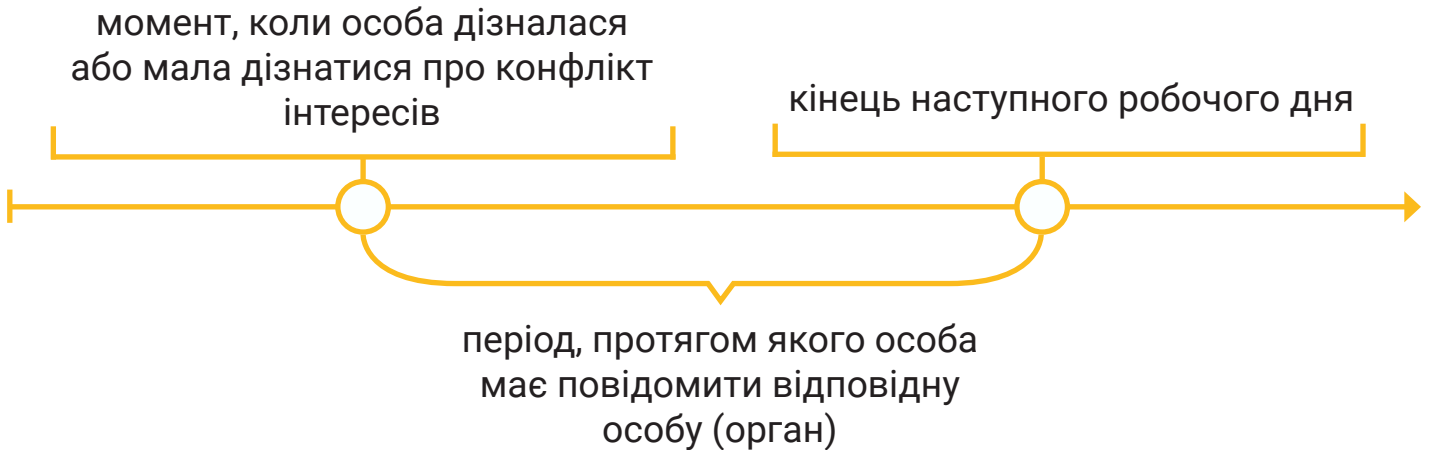 момент, коли особа дізналася
або мала дізнатися про конфлікт
інтересів
кінець наступного робочого дня
період, протягом якого особа
має повідомити відповідну
особу (орган)